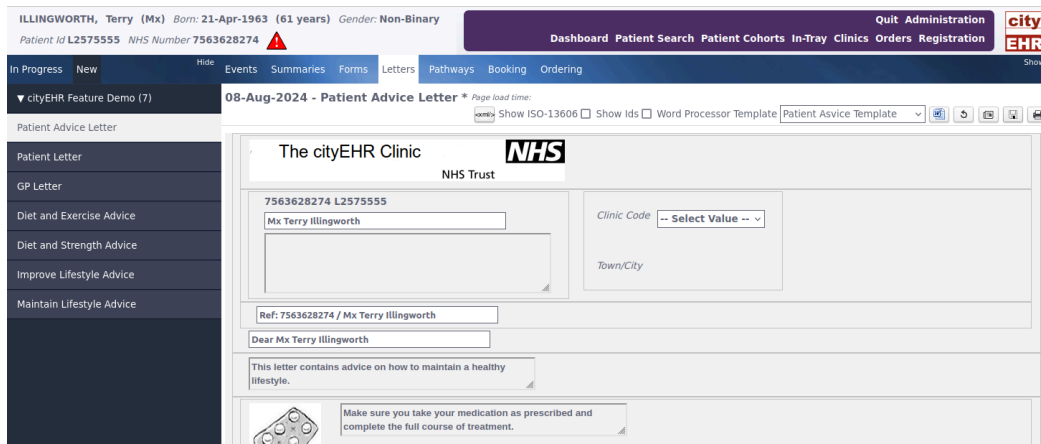 ILLINGWORTH, Terry (Mx) Born: 21-Apr-1963 (61 years) Gender: Non-Binary
Patient Id L2575555 NHS Number 7563628274
Quit Administration
Dashboard Patient Search Patient Cohorts In-Tray Clinics Orders Registration
city
EHR
In Progress New Hide Events Summaries Forms Letters Pathways Booking Ordering Show
▼ cityEHR Feature Demo (7)
Patient Advice Letter
Patient Letter
GP Letter
Diet and Exercise Advice
Diet and Strength Advice
Improve Lifestyle Advice
Maintain Lifestyle Advice
08-Aug-2024 - Patient Advice Letter * Page load time:
<xml/> Show ISO-13606 Show Ids Word Processor Template Patient Asvice Template
The cityEHR Clinic NHS
NHS Trust
7563628274 L2575555
Mx Terry Illingworth
Clinic Code -- Select Value --
Town/City
Ref: 7563628274 / Mx Terry Illingworth
Dear Mx Terry Illingworth
This letter contains advice on how to maintain a healthy
lifestyle.
Make sure you take your medication as prescribed and
complete the full course of treatment.